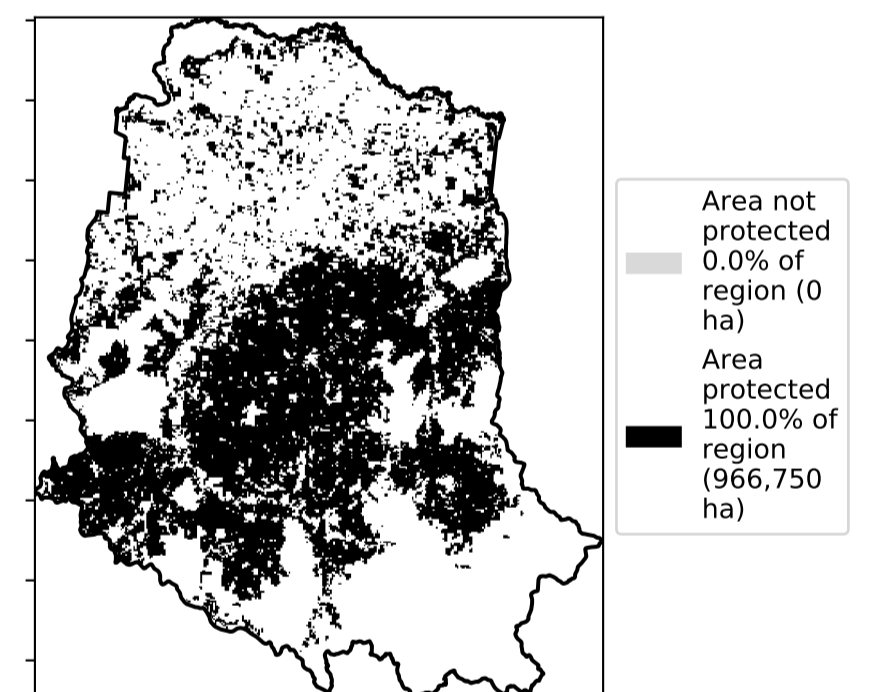 Area not
protected
0.0% of
region (0
ha)
Area
protected
100.0% of
region
(966,750
ha)